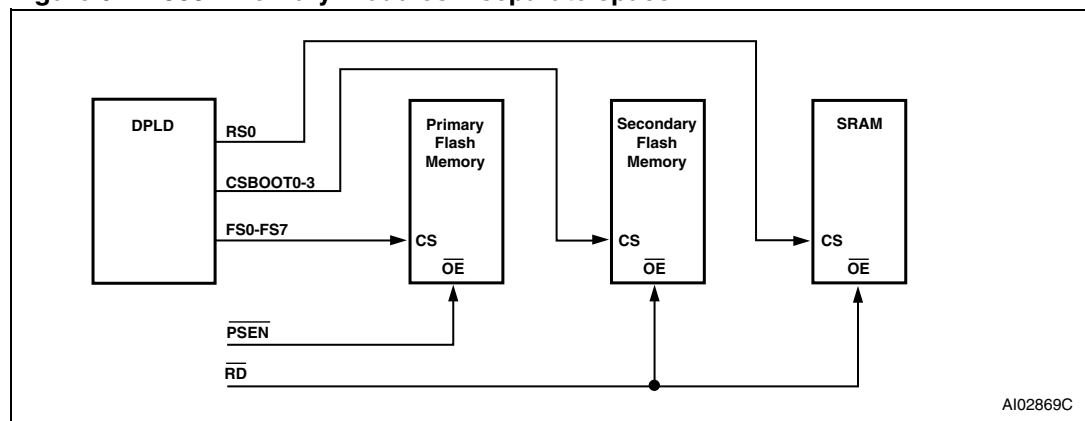 DPLD
RS0
CSBOOT0-3
FS0-FS7
Primary
Flash
Memory
CS
OE
Secondary
Flash
Memory
CS
OE
SRAM
CS
OE
PSEN
RD
AI02869C